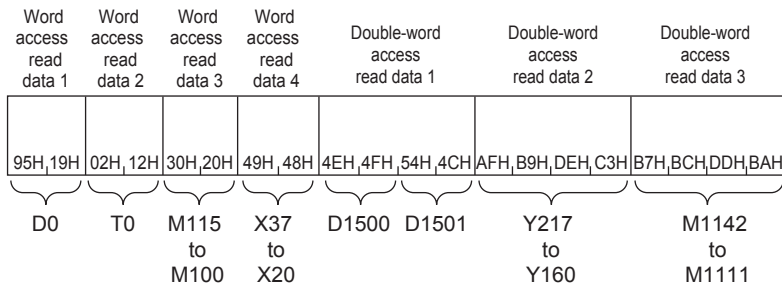 Word access read data 1
Word access read data 2
Word access read data 3
Word access read data 4
Double-word access read data 1
Double-word access read data 2
Double-word access read data 3
95H 19H 02H 12H 30H 20H 49H 48H 4EH 4FH 54H 4CH AFH B9H DEH C3H B7H BCH DDH BAH
D0
T0
M115 to M100
X37 to X20
D1500
D1501
Y217 to Y160
M1142 to M1111